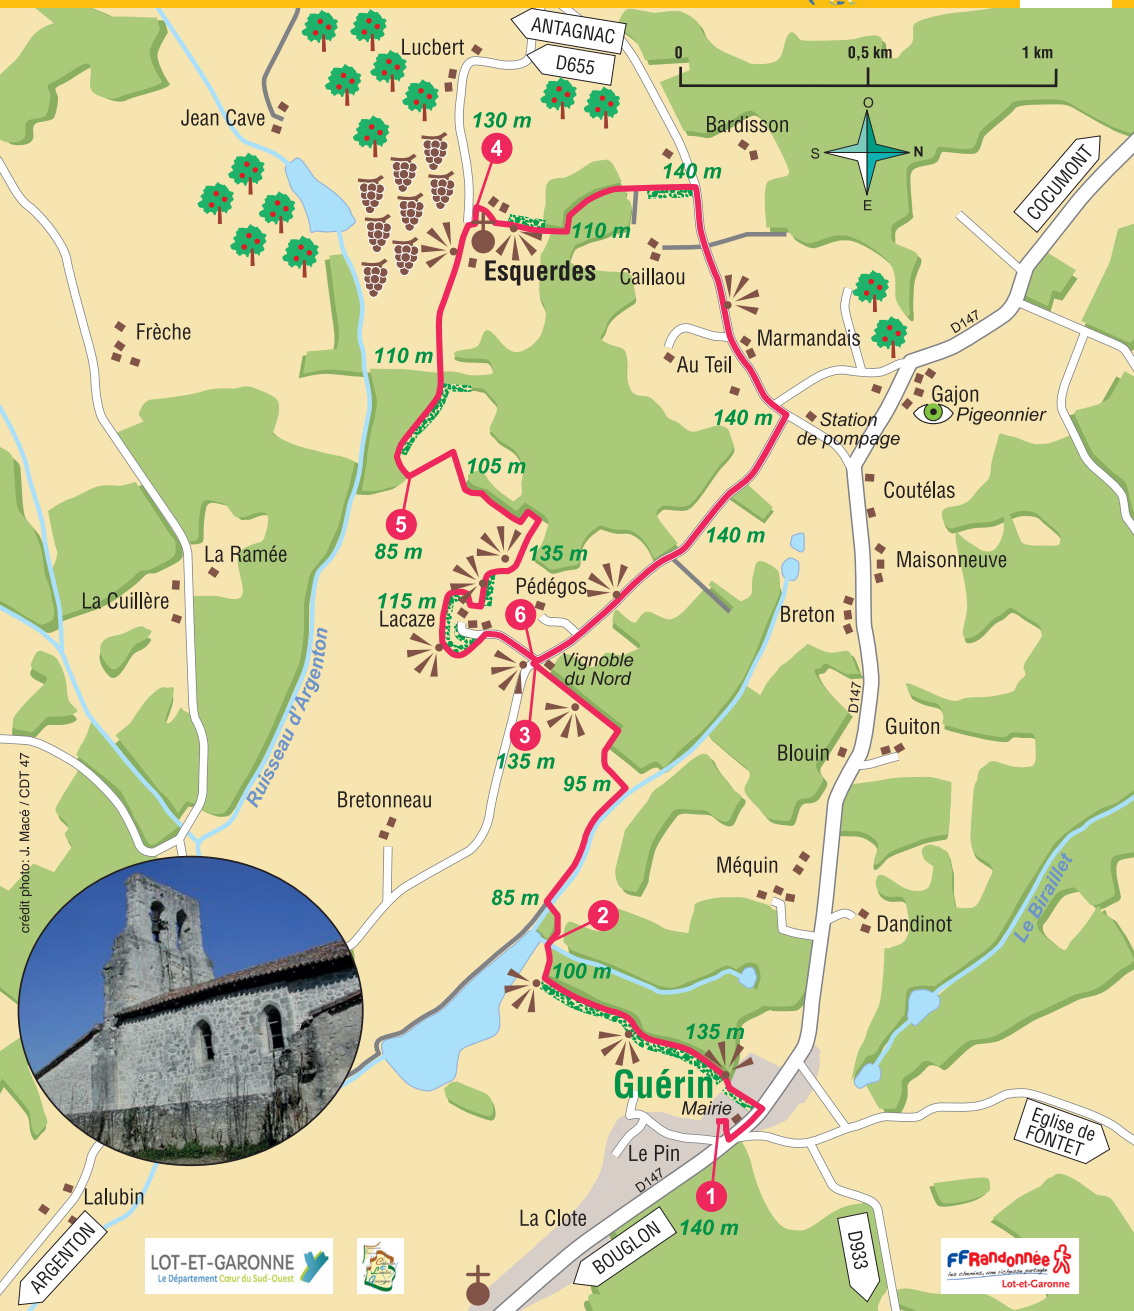 ANTAGNAC
D655
Lucbert
0
0,5 km
1 km
Jean Cave
130 m
4
Bardisson
O
S
N
E
COCUMONT
140 m
110 m
Esquerdes
Caillaou
Frèche
D147
110 m
Marmandais
Au Teil
Gajon
Pigeonnier
140 m
Station
de pompage
105 m
Coutélas
5
85 m
140 m
La Ramée
135 m
Maisonneuve
La Cuillère
115 m
Pédégos
Lacaze
6
Breton
Ruisseau d'Argenton
Vignoble
du Nord
D147
3
135 m
Guiton
Blouin
95 m
Bretonneau
crédit photo: J. Macé / CDT 47
Méquin
85 m
2
Dandinot
Le Biraillet
100 m
135 m
Guérin
Mairie
Eglise de
FONTET
Le Pin
D147
1
140 m
Lalubin
La Clote
BOUGLON
D933
ARGENTON
LOT-ET-GARONNE
Le Département Cœur du Sud-Ouest
FFRandonnée
les chemins, une richesse partagée
Lot-et-Garonne